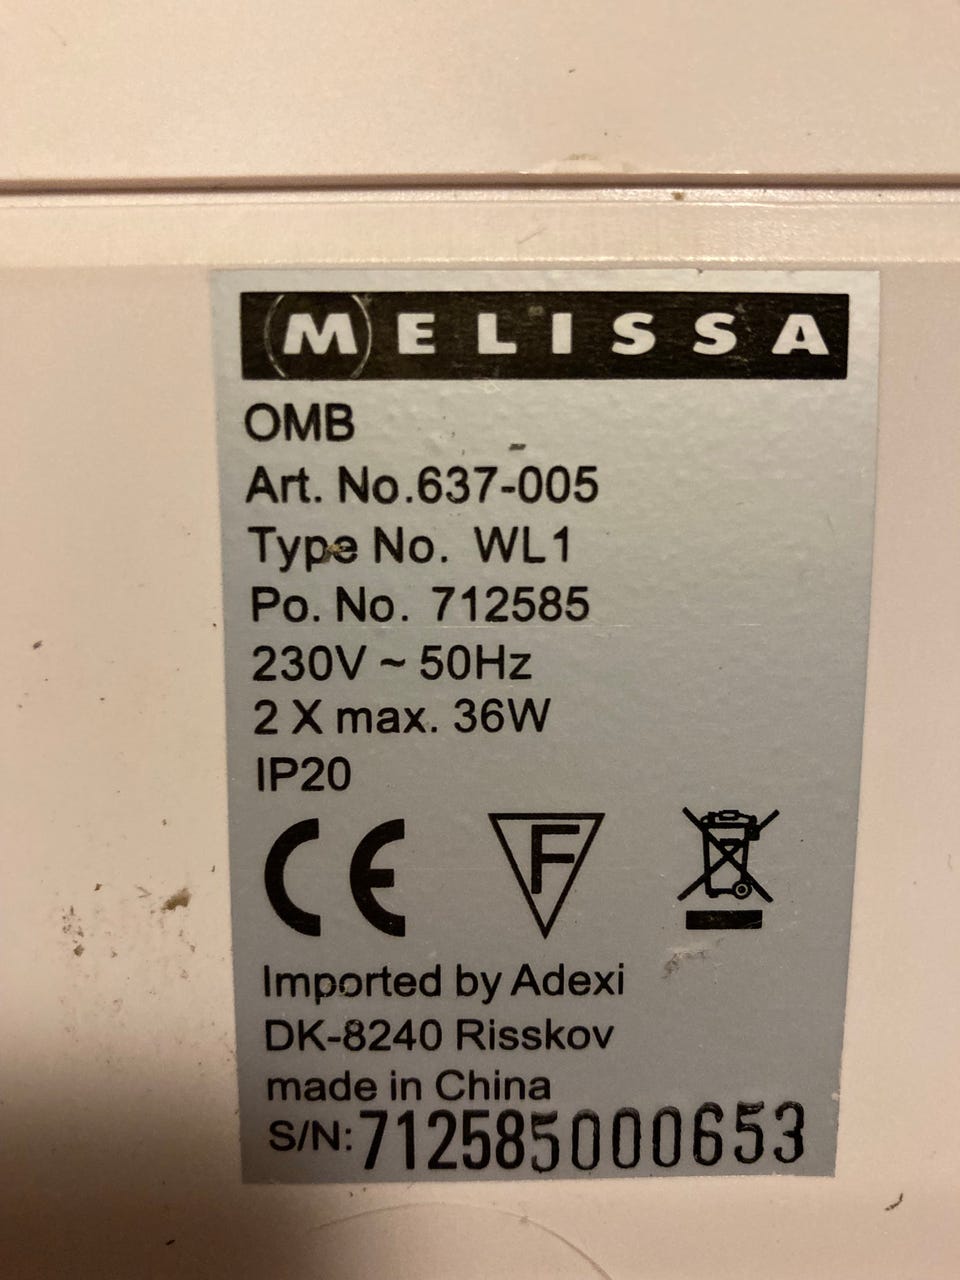 MELISSA
OMB
Art. No.637-005
Type No. WL1
Po. No. 712585
230V ~ 50Hz
2 X max. 36W
IP20
CE F
Imported by Adexi
DK-8240 Risskov
made in China
S/N:712585000653